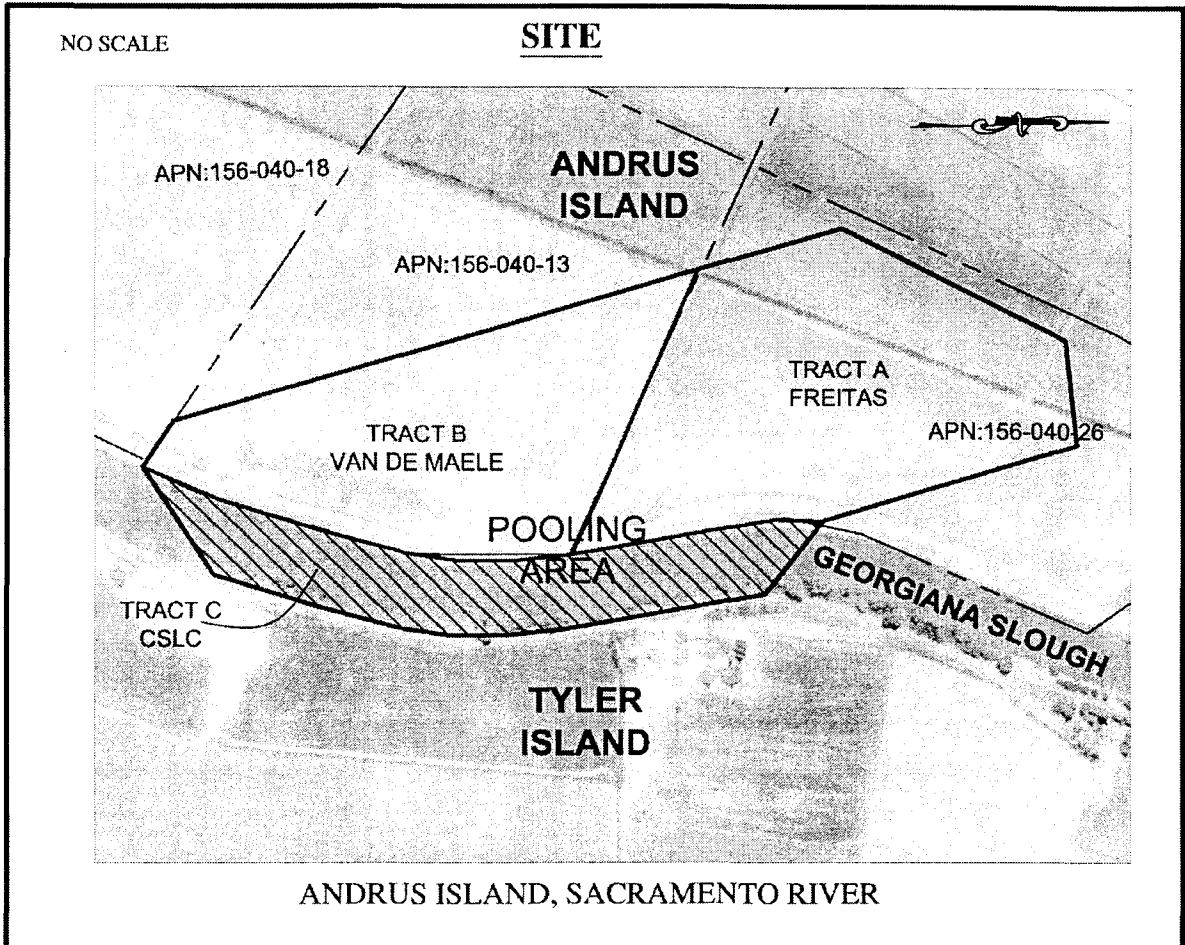 NO SCALE
SITE
APN:156-040-18
ANDRUS
ISLAND
APN:156-040-13
TRACT A
FREITAS
APN:156-040-26
TRACT B
VAN DE MAELE
POOLING
AREA
GEORGIANA SLOUGH
TRACT C
CSLC
TYLER
ISLAND
ANDRUS ISLAND, SACRAMENTO RIVER